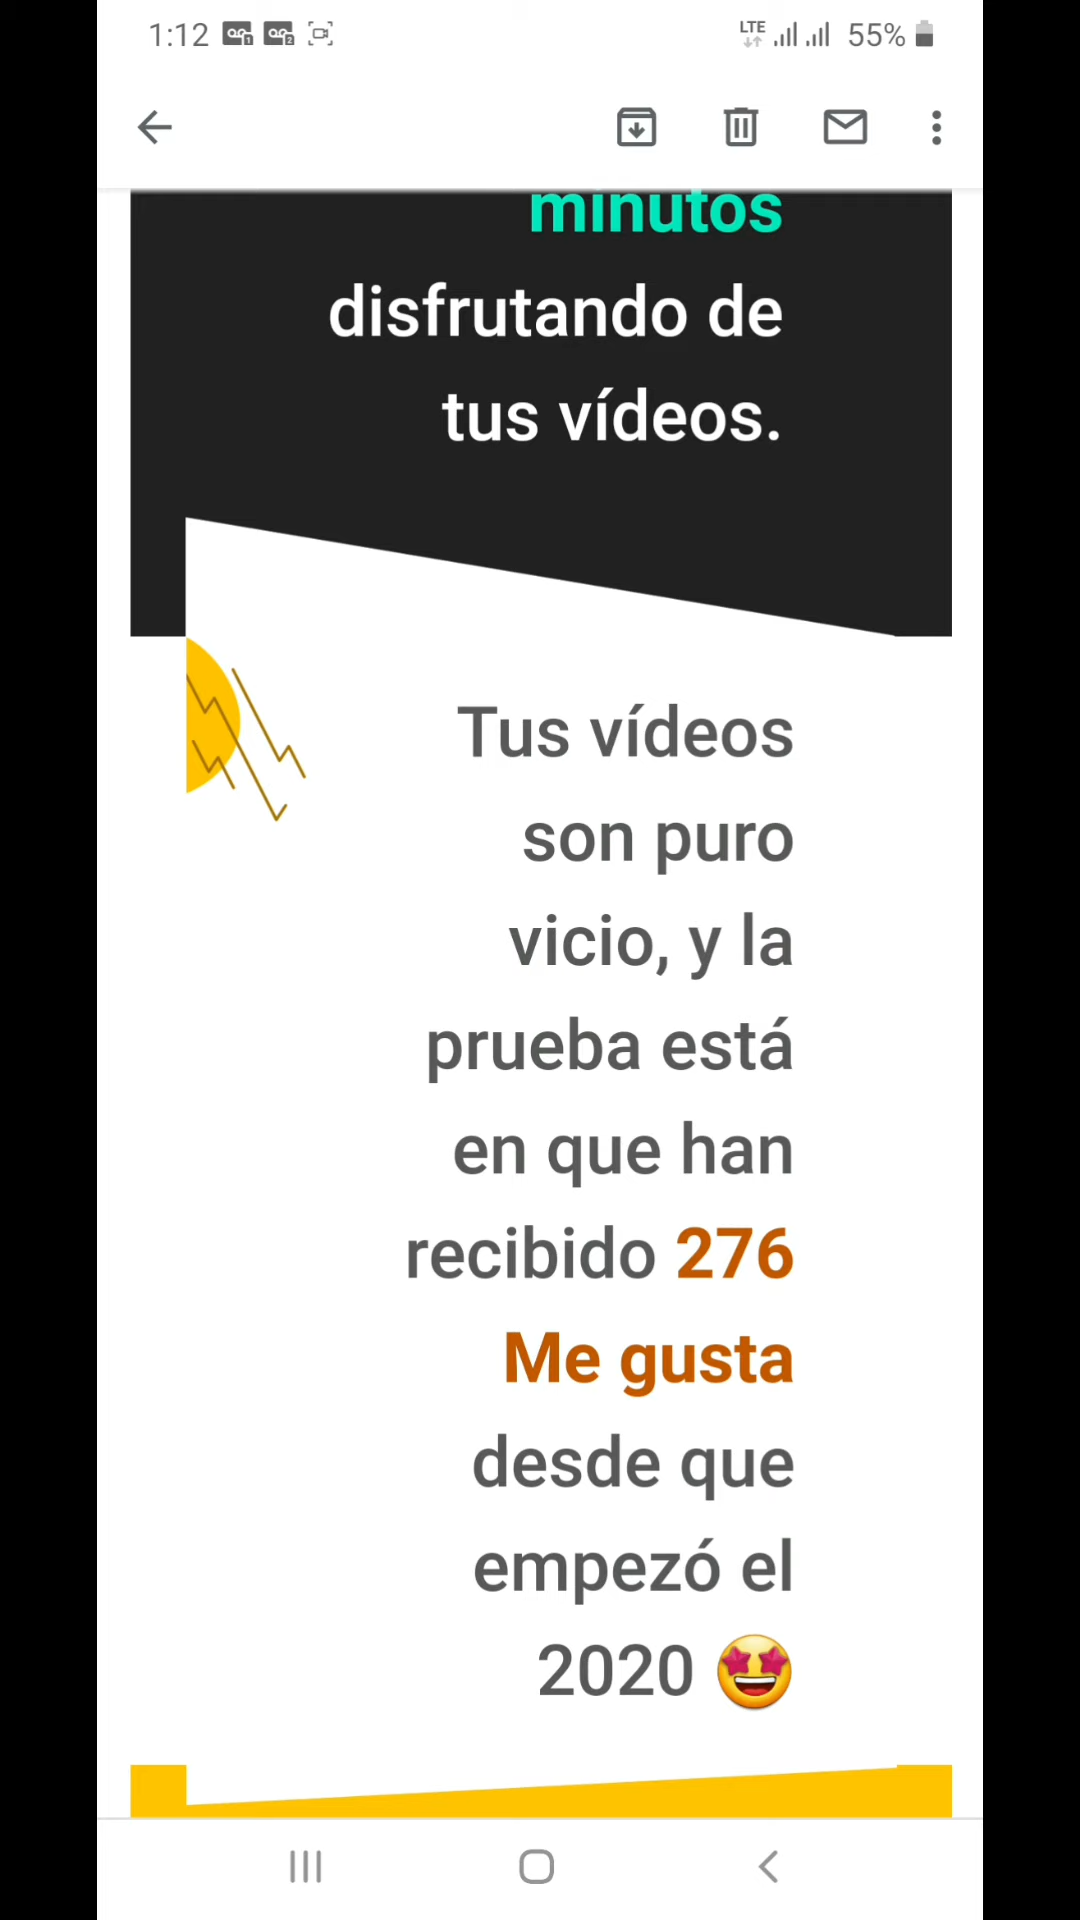 1:12 LTE 55%
minutos
disfrutando de
tus vídeos.
Tus vídeos
son puro
vicio, y la
prueba está
en que han
recibido 276
Me gusta
desde que
empezó el
2020 🤩